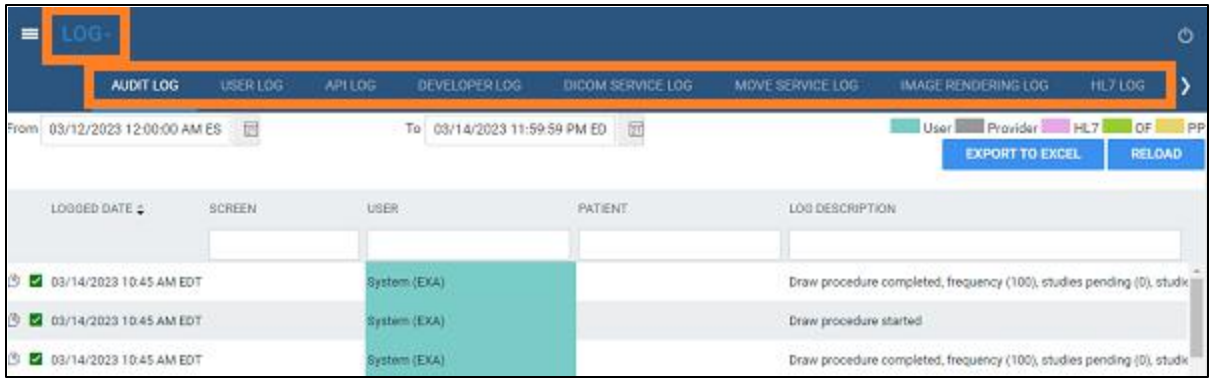 LOG
AUDIT LOG USER LOG API LOG DEVELOPER LOG DICOM SERVICE LOG MOVE SERVICE LOG IMAGE RENDERING LOG HL7 LOG
From 03/12/2023 12:00:00 AM ES To 03/14/2023 11:59:59 PM ED User Provider HL7 OF PP
EXPORT TO EXCEL RELOAD
LOGGED DATE SCREEN USER PATIENT LOG DESCRIPTION
03/14/2023 10:45 AM EDT System (EXA) Draw procedure completed, frequency (100), studies pending (0), studie
03/14/2023 10:45 AM EDT System (EXA) Draw procedure started
03/14/2023 10:45 AM EDT System (EXA) Draw procedure completed, frequency (100), studies pending (0), studie